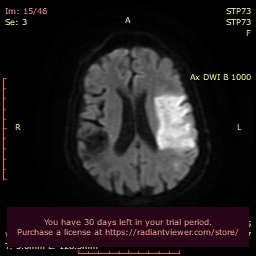 Im: 15/46
STP73
Se: 3
A
STP73
F
Ax DWI B 1000
R
L
You have 30 days left in your trial period.
Purchase a license at https://radiantviewer.com/store/